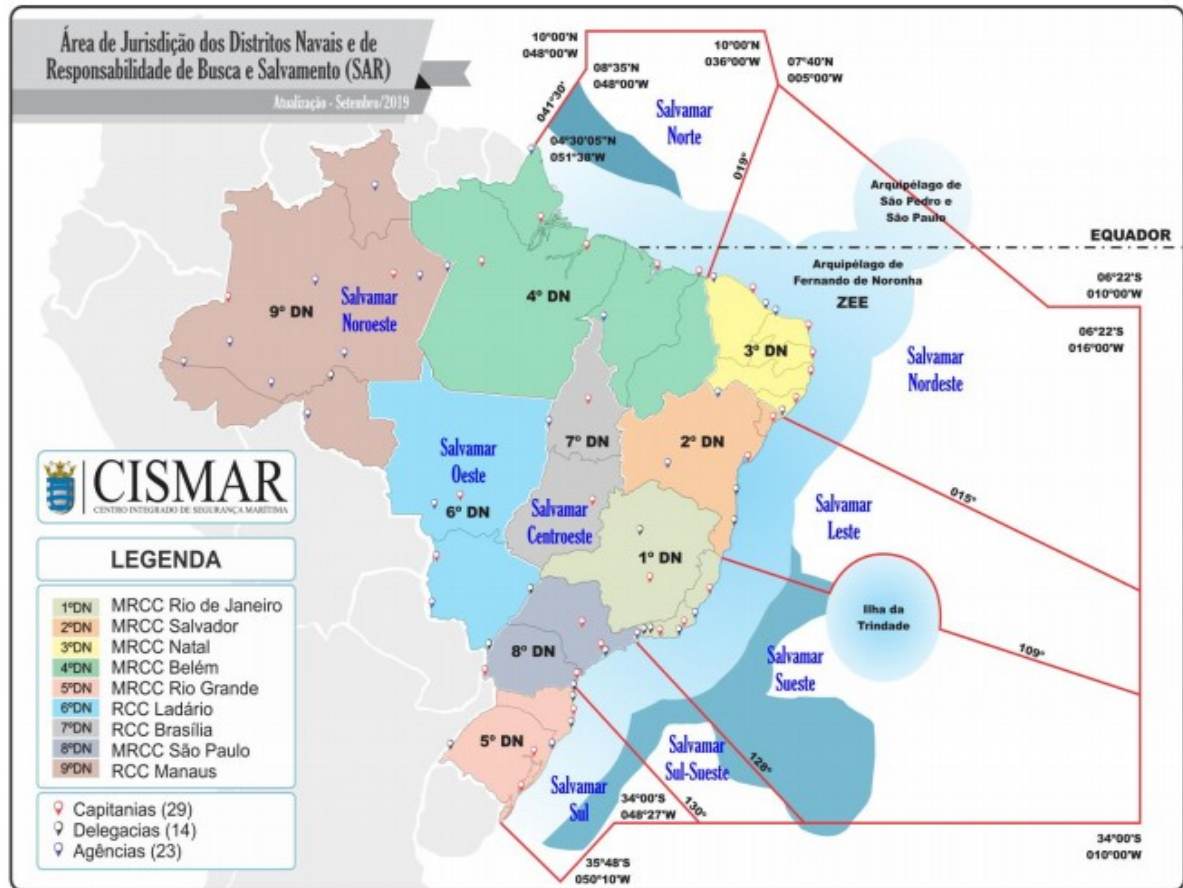 Área de Jurisdição dos Distritos Navais e de
Responsabilidade de Busca e Salvamento (SAR)
Atualização - Setembro/2019
10°00'N
048°00'W
10°00'N
036°00'W
07°40'N
005°00'W
08°35'N
048°00'W
041°30'
04°30'05"N
051°38'W
Salvamar
Norte
019°
Arquipélago de
São Pedro e
São Paulo
EQUADOR
Arquipélago de
Fernando de Noronha
ZEE
06°22'S
010°00'W
06°22'S
016°00'W
9º DN
Salvamar
Noroeste
4º DN
3º DN
Salvamar
Nordeste
Salvamar
Oeste
6º DN
7º DN
Salvamar
Centroeste
2º DN
015°
Salvamar
Leste
1º DN
Ilha da
Trindade
109°
8º DN
Salvamar
Sueste
5º DN
Salvamar
Sul-Sueste
128°
Salvamar
Sul
130°
34°00'S
048°27'W
35°48'S
050°10'W
34°00'S
010°00'W
CISMAR
CENTRO INTEGRADO DE SEGURANÇA MARÍTIMA
LEGENDA
1ºDN MRCC Rio de Janeiro
2ºDN MRCC Salvador
3ºDN MRCC Natal
4ºDN MRCC Belém
5ºDN MRCC Rio Grande
6ºDN RCC Ladário
7ºDN RCC Brasília
8ºDN MRCC São Paulo
9ºDN RCC Manaus
Capitanias (29)
Delegacias (14)
Agências (23)